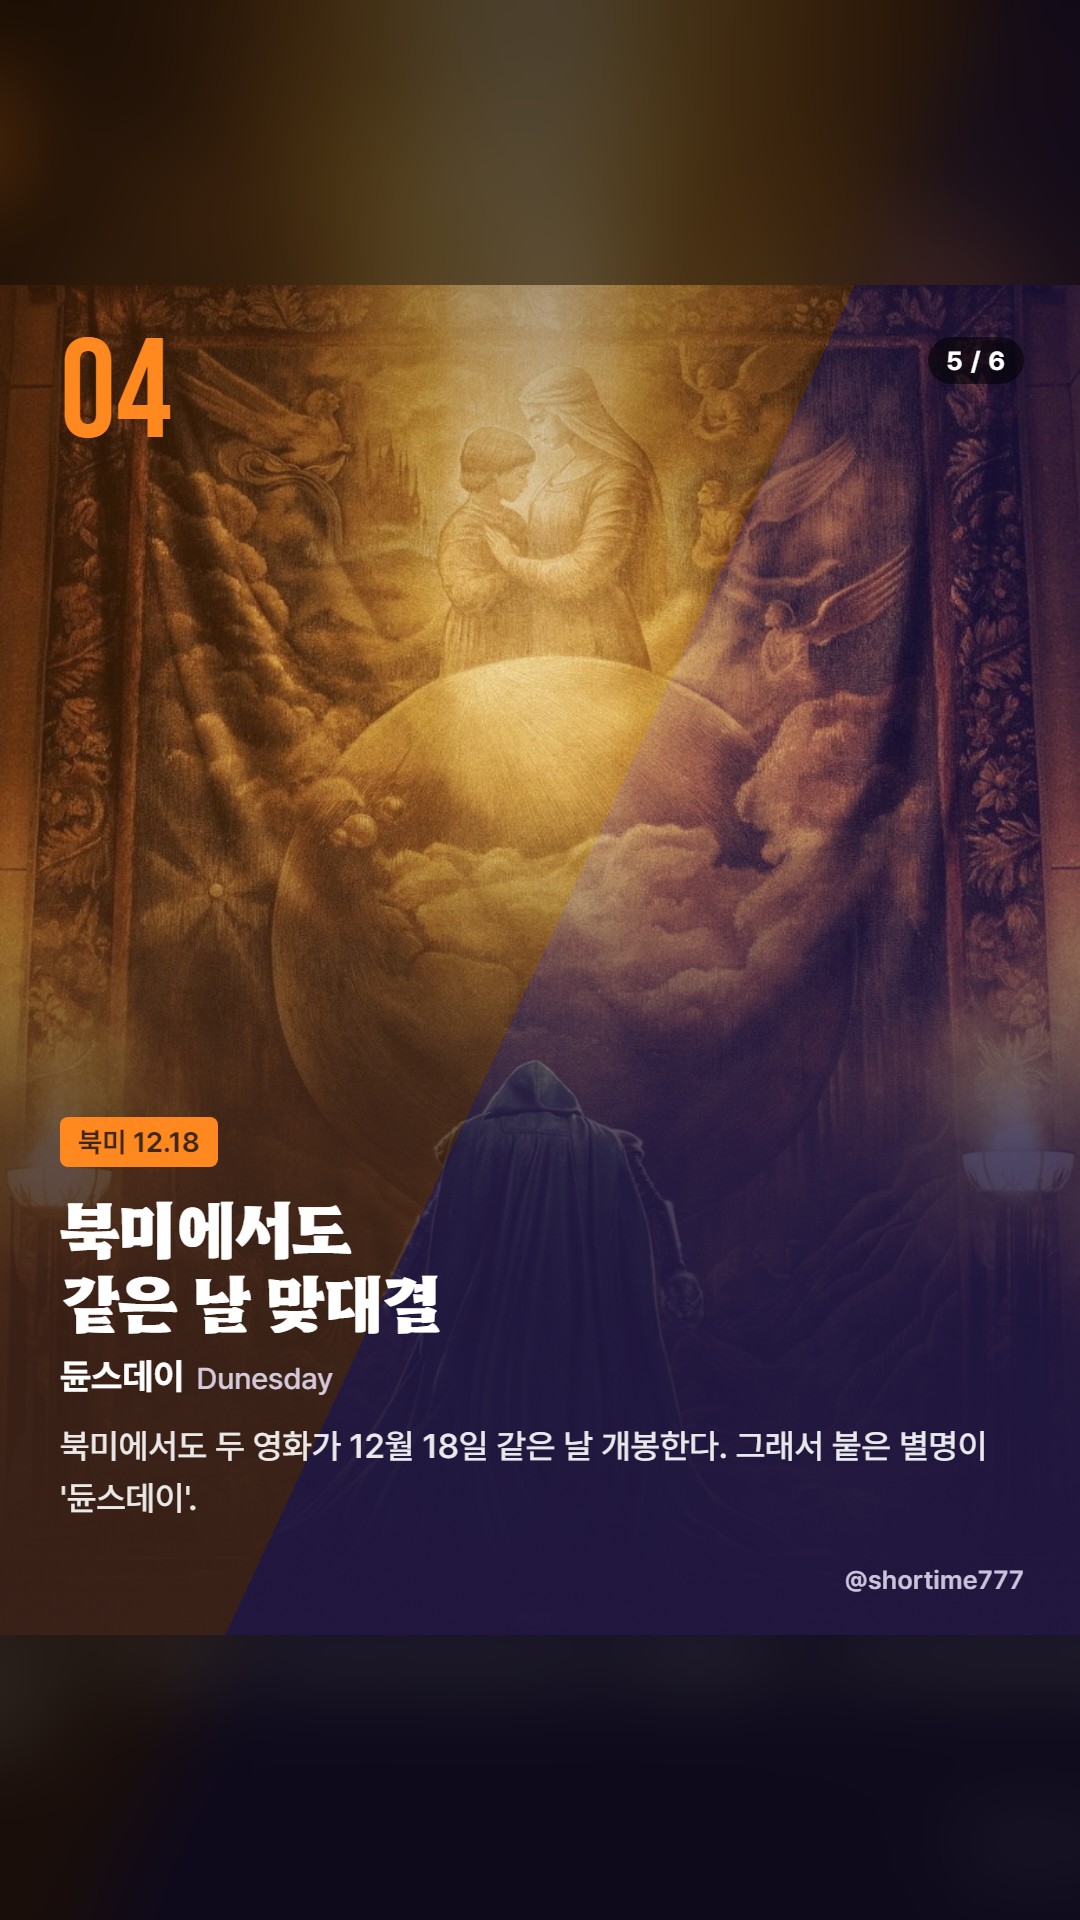 04
5 / 6
북미 12.18
북미에서도
같은 날 맞대결
듄스데이 Dunesday
북미에서도 두 영화가 12월 18일 같은 날 개봉한다. 그래서 붙은 별명이
'듄스데이'.
@shortime777